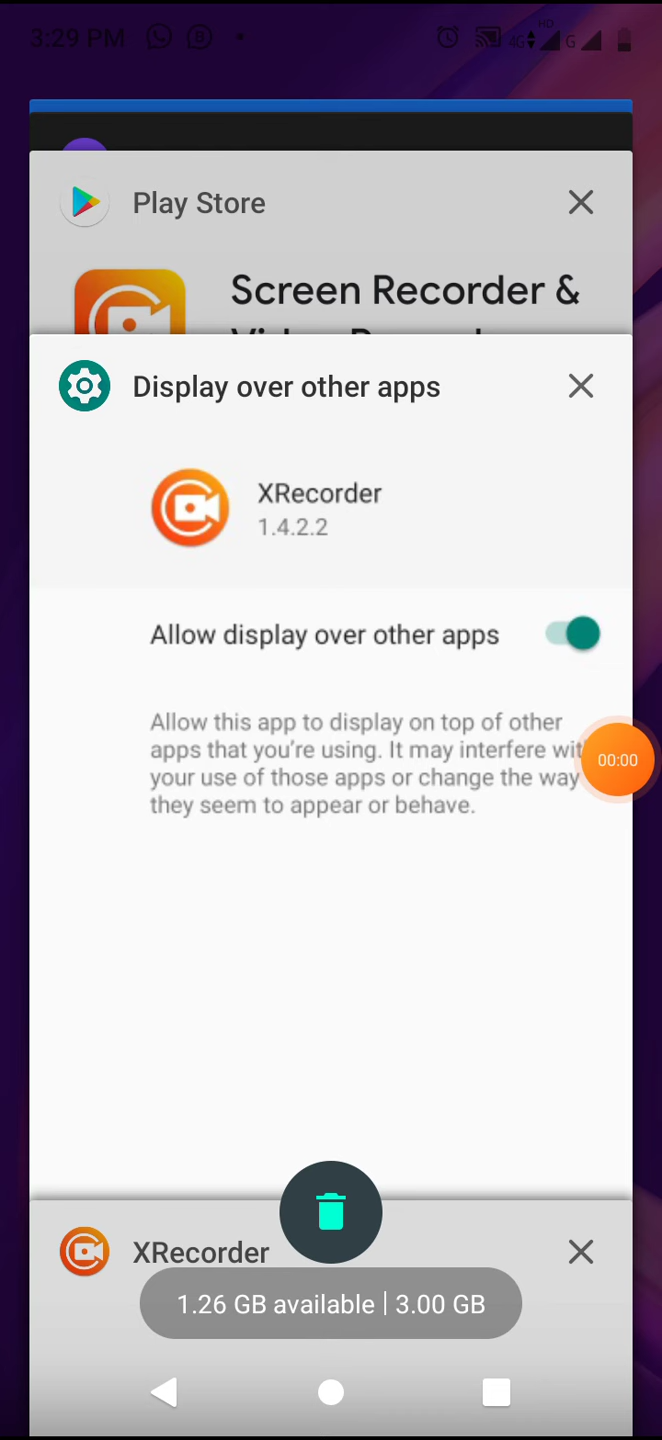 3:29 PM
HD
4G
G
Play Store
Screen Recorder &
Display over other apps
XRecorder
1.4.2.2
Allow display over other apps
Allow this app to display on top of other
apps that you're using. It may interfere wit
your use of those apps or change the way
they seem to appear or behave.
00:00
XRecorder
1.26 GB available | 3.00 GB